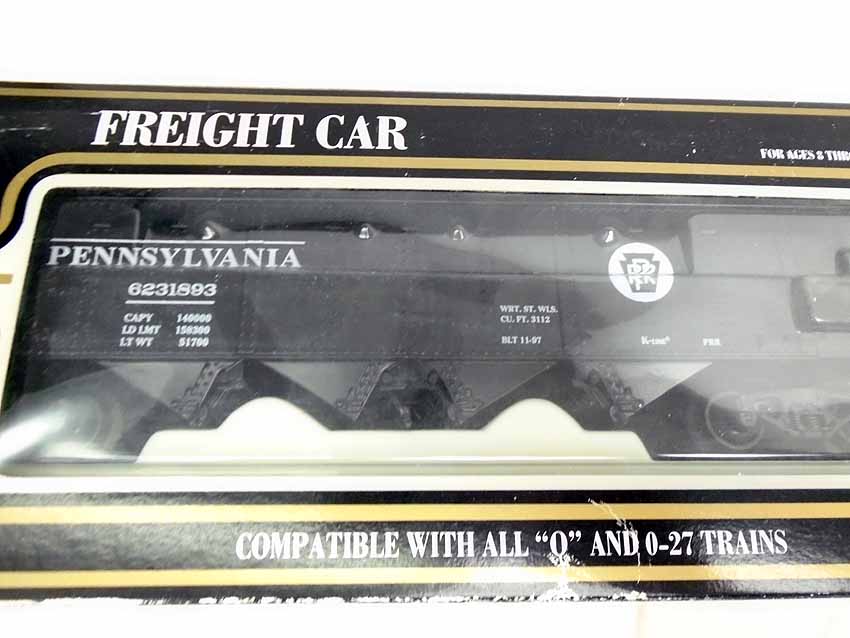 FREIGHT CAR
FOR AGES 8
PENNSYLVANIA
6231893
CAPY 140000
LD LMT 158300
LT WT 51700
WRT. ST. WLS.
CU. FT. 3112
BLT 11-97
K-LINE®
PRR
COMPATIBLE WITH ALL “O” AND 0-27 TRAINS